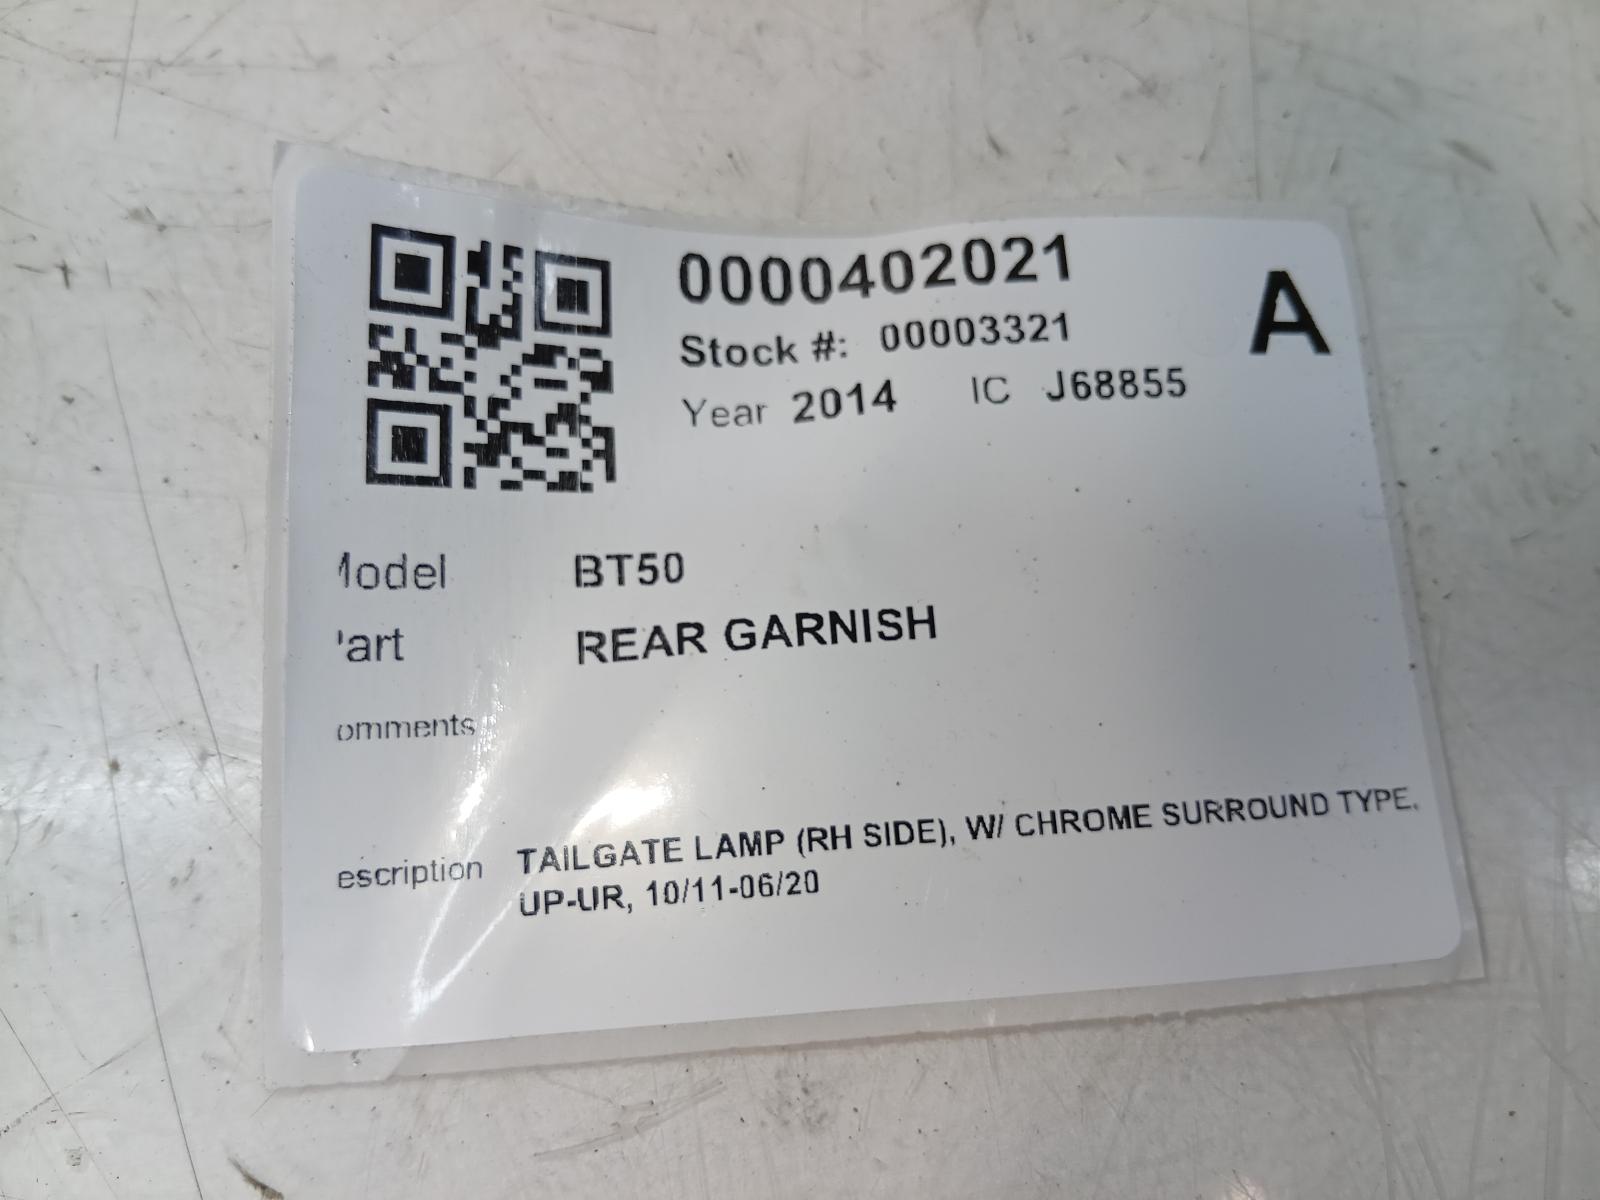 0000402021
A
Stock #: 00003321
Year 2014 IC J68855
Model BT50
'art REAR GARNISH
omments
escription TAILGATE LAMP (RH SIDE), W/ CHROME SURROUND TYPE,
UP-UR, 10/11-06/20